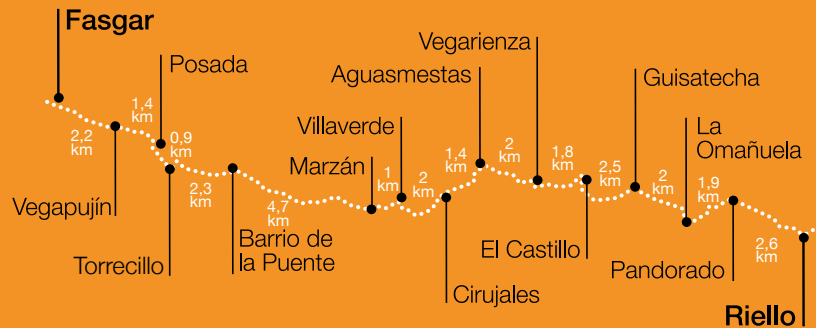 Fasgar
Vegarienza
Posada
Aguasmestas
Guisatecha
1,4
km
2,2
km
0,9
km
Villaverde
La
Omañuela
Marzán
1
km
2
km
1,4
km
2
km
1,8
km
2,5
km
2
km
1,9
km
2,3
km
4,7
km
2,6
km
Vegapujín
Torrecillo
Barrio de
la Puente
Cirujales
El Castillo
Pandorado
Riello